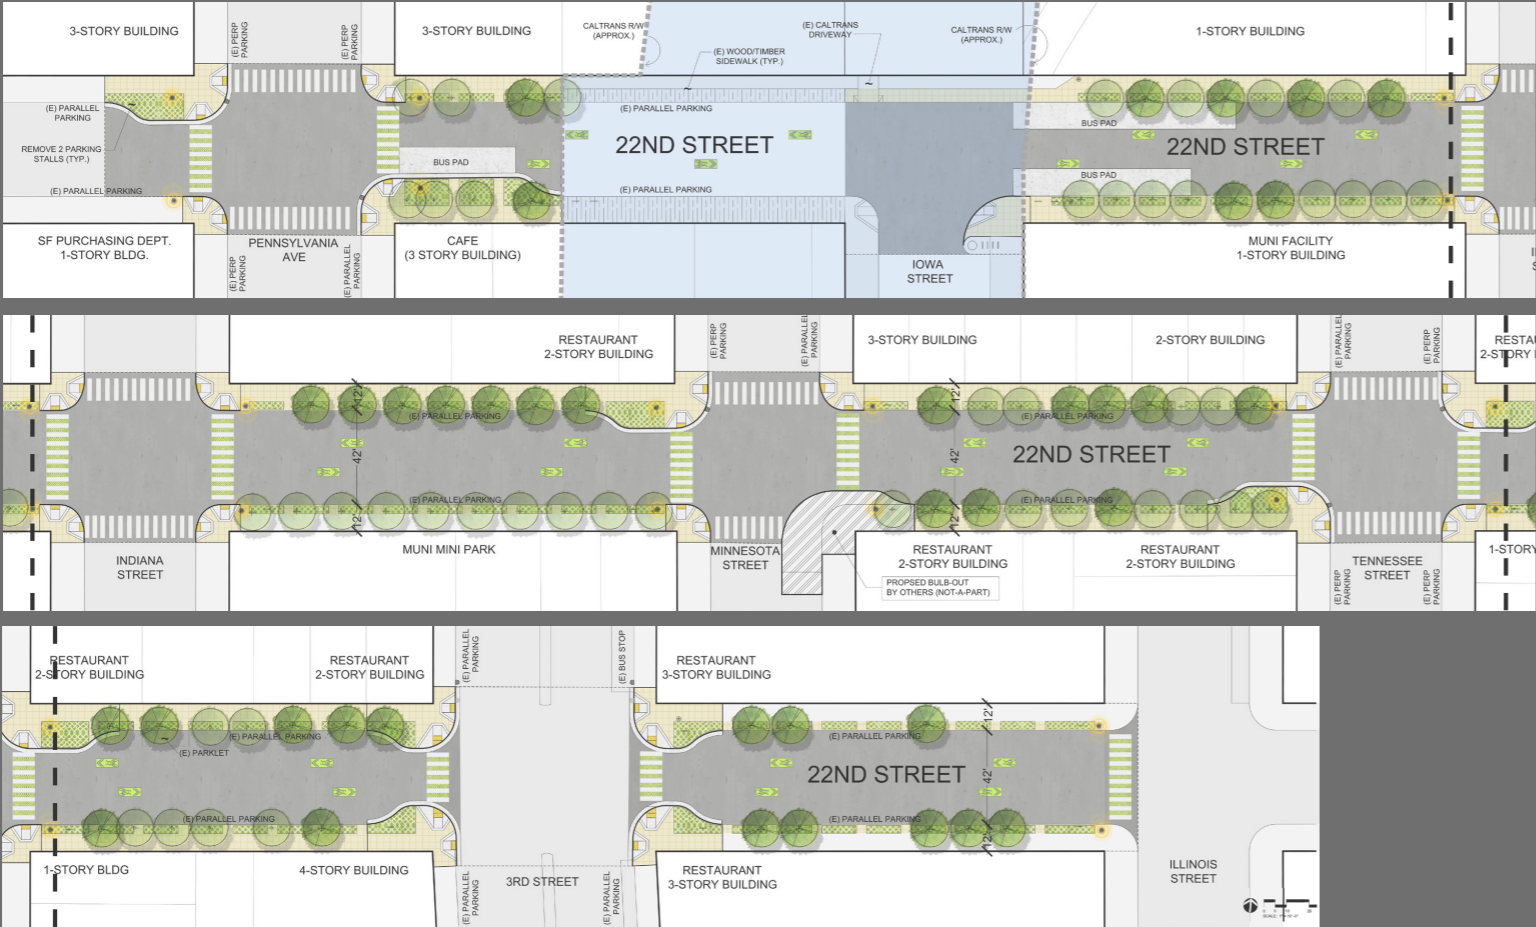 3-STORY BUILDING
(E) PERP
PARKING
(E) PERP
PARKING
3-STORY BUILDING
CALTRANS R/W
(APPROX.)
(E) WOOD/TIMBER
SIDEWALK (TYP.)
(E) CALTRANS
DRIVEWAY
CALTRANS R/W
(APPROX.)
1-STORY BUILDING
(E) PARALLEL
PARKING
REMOVE 2 PARKING
STALLS (TYP.)
(E) PARALLEL PARKING
BUS PAD
(E) PARALLEL PARKING
22ND STREET
(E) PARALLEL PARKING
BUS PAD
22ND STREET
BUS PAD
SF PURCHASING DEPT.
1-STORY BLDG.
PENNSYLVANIA
AVE
(E) PERP
PARKING
(E) PARALLEL
PARKING
CAFE
(3 STORY BUILDING)
IOWA
STREET
MUNI FACILITY
1-STORY BUILDING
RESTAURANT
2-STORY BUILDING
(E) PERP
PARKING
(E) PARALLEL
PARKING
3-STORY BUILDING
2-STORY BUILDING
(E) PARALLEL
PARKING
(E) PERP
PARKING
RESTAU
2-STORY
12'
(E) PARALLEL PARKING
42'
(E) PARALLEL PARKING
12'
12'
(E) PARALLEL PARKING
42'
22ND STREET
(E) PARALLEL PARKING
12'
INDIANA
STREET
MUNI MINI PARK
MINNESOTA
STREET
PROPSED BULB-OUT
BY OTHERS (NOT-A-PART)
RESTAURANT
2-STORY BUILDING
RESTAURANT
2-STORY BUILDING
(E) PERP
PARKING
TENNESSEE
STREET
(E) PERP
PARKING
1-STORY
RESTAURANT
2-STORY BUILDING
RESTAURANT
2-STORY BUILDING
(E) PARALLEL
PARKING
(E) BUS STOP
RESTAURANT
3-STORY BUILDING
(E) PARALLEL PARKING
(E) PARKLET
(E) PARALLEL PARKING
12'
(E) PARALLEL PARKING
22ND STREET
42'
(E) PARALLEL PARKING
12'
1-STORY BLDG
4-STORY BUILDING
(E) PARALLEL
PARKING
3RD STREET
(E) PARALLEL
PARKING
RESTAURANT
3-STORY BUILDING
ILLINOIS
STREET